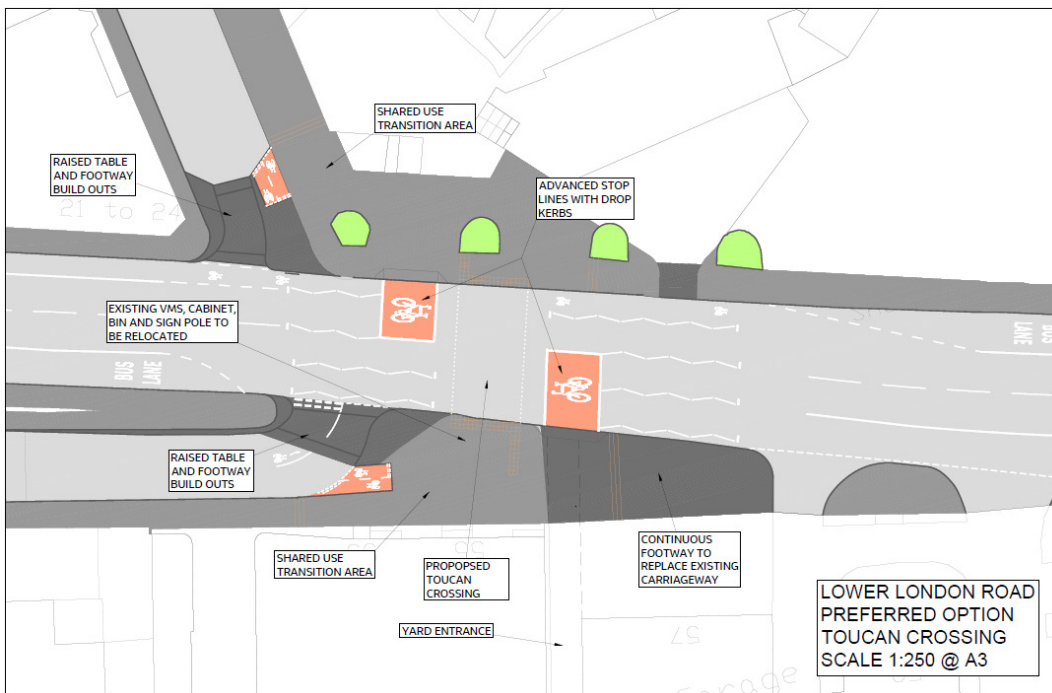 SHARED USE
TRANSITION AREA
RAISED TABLE
AND FOOTWAY
BUILD OUTS
21 to 24
ADVANCED STOP
LINES WITH DROP
KERBS
EXISTING VMS, CABINET,
BIN AND SIGN POLE TO
BE RELOCATED
BUS
LANE
BUS
LANE
RAISED TABLE
AND FOOTWAY
BUILD OUTS
SHARED USE
TRANSITION AREA
PROPOPSED
TOUCAN
CROSSING
CONTINUOUS
FOOTWAY TO
REPLACE EXISTING
CARRIAGEWAY
YARD ENTRANCE
57
Garage
LOWER LONDON ROAD
PREFERRED OPTION
TOUCAN CROSSING
SCALE 1:250 @ A3